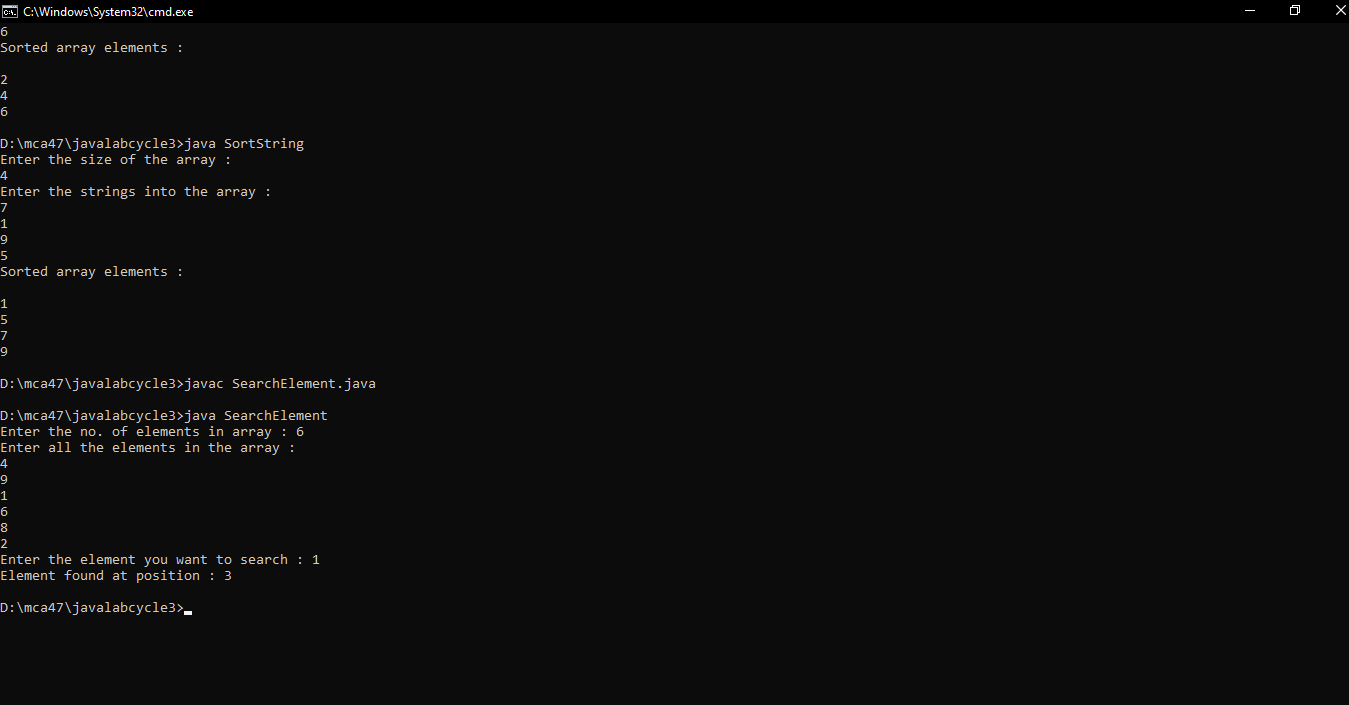 C:\Windows\System32\cmd.exe
6
Sorted array elements :
2
4
6
D:\mca47\javalabcycle3>java SortString
Enter the size of the array :
4
Enter the strings into the array :
7
1
9
5
Sorted array elements :
1
5
7
9
D:\mca47\javalabcycle3>javac SearchElement.java
D:\mca47\javalabcycle3>java SearchElement
Enter the no. of elements in array : 6
Enter all the elements in the array :
4
9
1
6
8
2
Enter the element you want to search : 1
Element found at position : 3
D:\mca47\javalabcycle3>